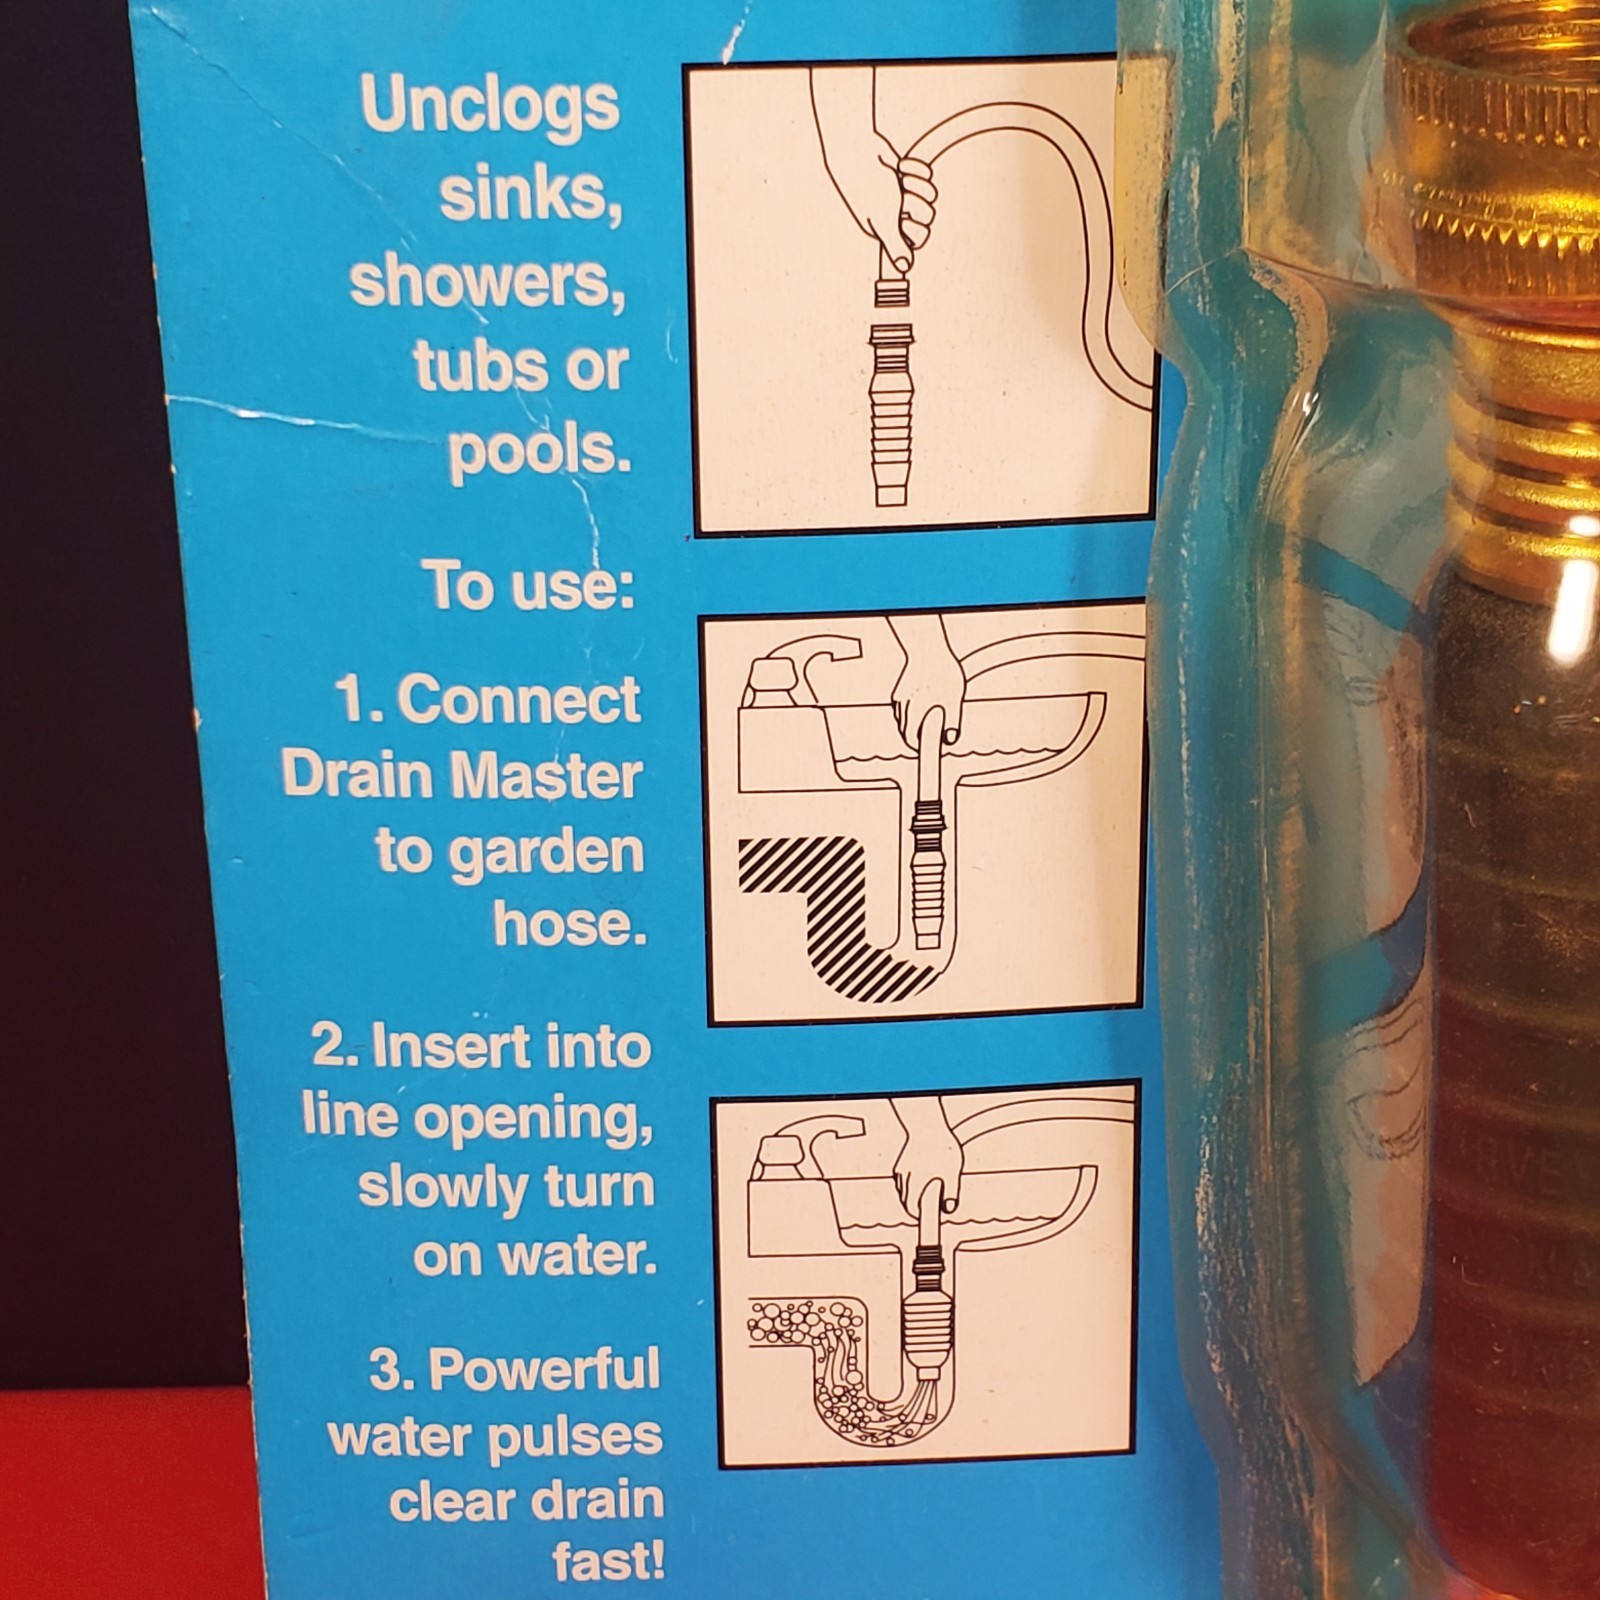 Unclogs
sinks,
showers,
tubs or
pools.
To use:
1. Connect
Drain Master
to garden
hose.
2. Insert into
line opening,
slowly turn
on water.
3. Powerful
water pulses
clear drain
fast!